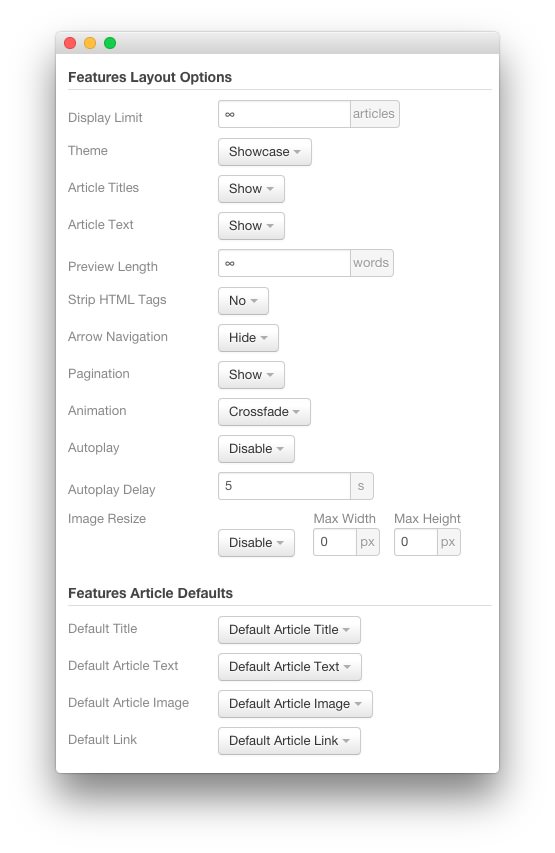 Features Layout Options
Display Limit ∞ articles
Theme Showcase
Article Titles Show
Article Text Show
Preview Length ∞ words
Strip HTML Tags No
Arrow Navigation Hide
Pagination Show
Animation Crossfade
Autoplay Disable
Autoplay Delay 5 s
Image Resize Max Width Max Height
Disable 0 px 0 px
Features Article Defaults
Default Title Default Article Title
Default Article Text Default Article Text
Default Article Image Default Article Image
Default Link Default Article Link